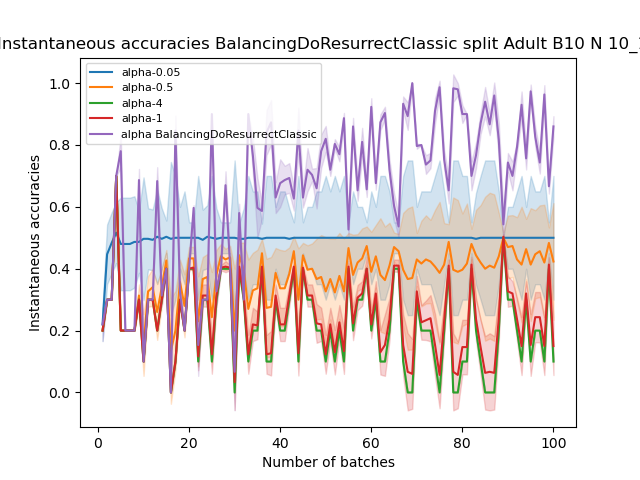 Instantaneous accuracies BalancingDoResurrectClassic split Adult B10 N 10_
alpha-0.05
alpha-0.5
alpha-4
alpha-1
alpha BalancingDoResurrectClassic
1.0
0.8
0.6
0.4
0.2
0.0
Instantaneous accuracies
0 20 40 60 80 100
Number of batches